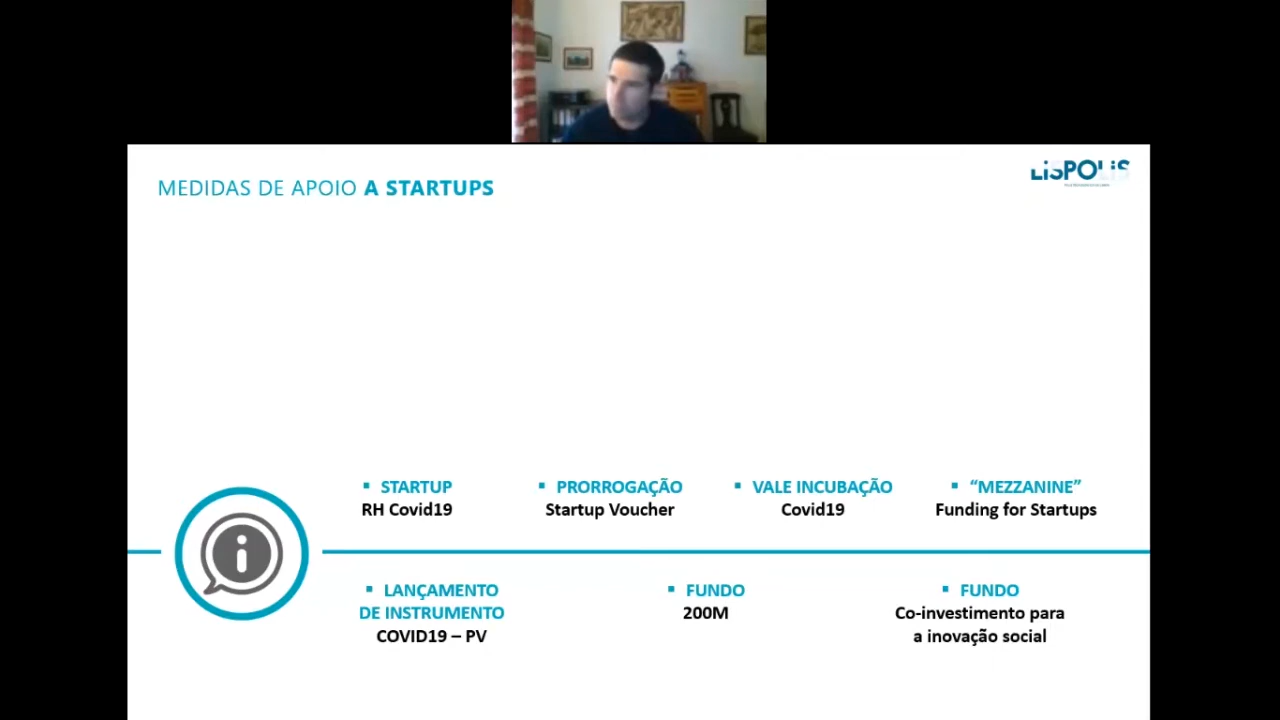 MEDIDAS DE APOIO A STARTUPS
LiSPOLiS
▪ STARTUP
RH Covid19
▪ PRORROGAÇÃO
Startup Voucher
▪ VALE INCUBAÇÃO
Covid19
▪ “MEZZANINE”
Funding for Startups
▪ LANÇAMENTO
DE INSTRUMENTO
COVID19 – PV
▪ FUNDO
200M
▪ FUNDO
Co-investimento para
a inovação social